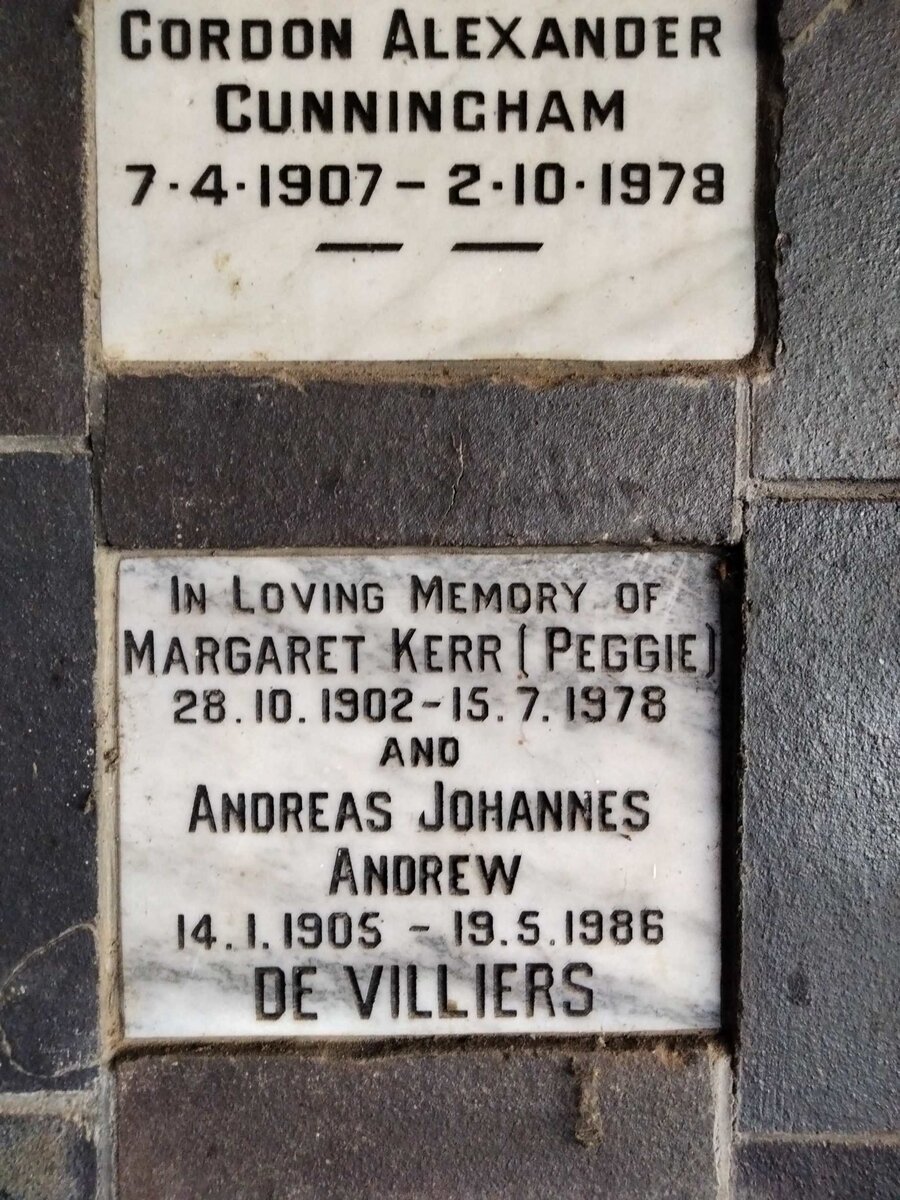 GORDON ALEXANDER
CUNNINGHAM
7·4·1907 – 2·10·1978
IN LOVING MEMORY OF
MARGARET KERR (PEGGIE)
28.10.1902 – 15.7.1978
AND
ANDREAS JOHANNES
ANDREW
14.1.1905 – 19.5.1986
DE VILLIERS